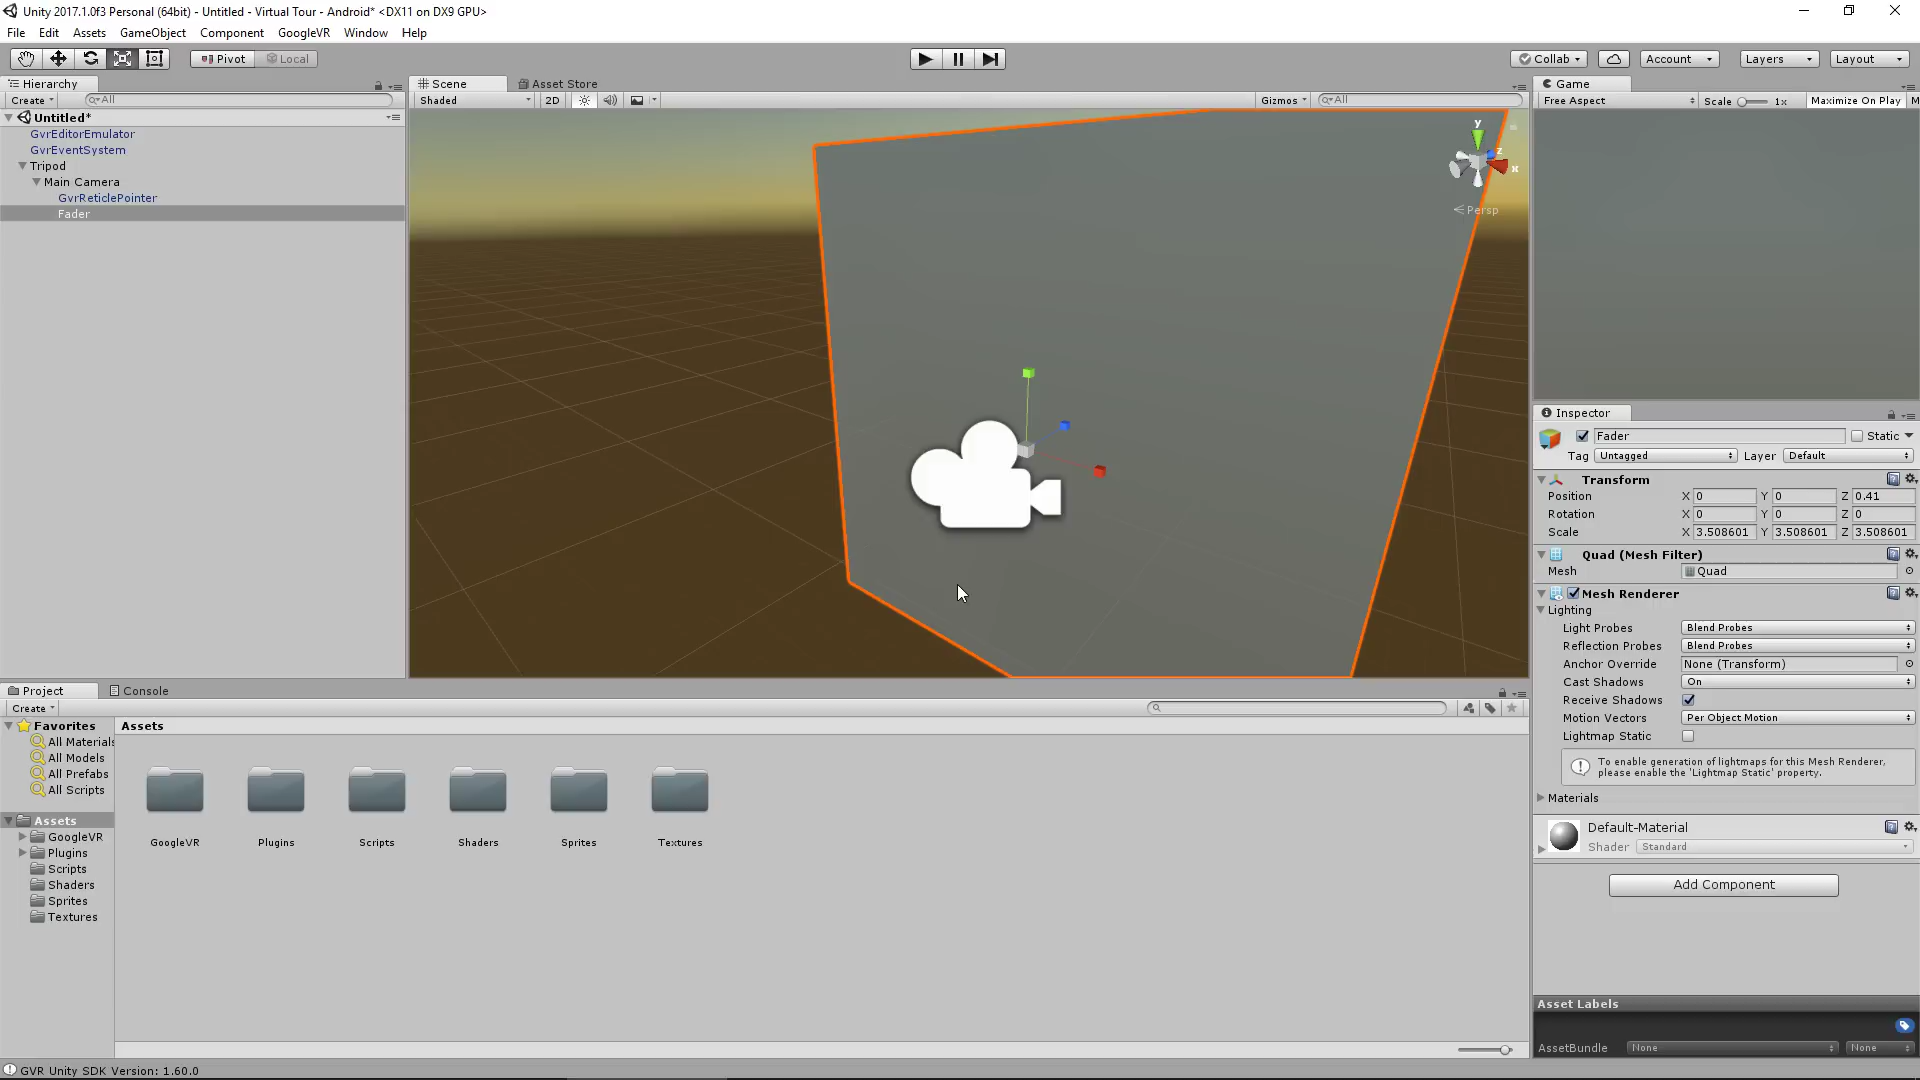 Unity 2017.1.0f3 Personal (64bit) - Untitled - Virtual Tour - Android* <DX11 on DX9 GPU>
File Edit Assets GameObject Component GoogleVR Window Help
Pivot Local Collab Account Layers Layout
Hierarchy
Create All
Untitled*
GvrEditorEmulator
GvrEventSystem
Tripod
Main Camera
GvrReticlePointer
Fader
Scene Asset Store
Shaded 2D Gizmos All
y
z
x
Persp
Game
Free Aspect Scale 1x Maximize On Play M
Inspector
Fader Static
Tag Untagged Layer Default
Transform
Position X 0 Y 0 Z 0.41
Rotation X 0 Y 0 Z 0
Scale X 3.508601 Y 3.508601 Z 3.508601
Quad (Mesh Filter)
Mesh Quad
Mesh Renderer
Lighting
Light Probes Blend Probes
Reflection Probes Blend Probes
Anchor Override None (Transform)
Cast Shadows On
Receive Shadows
Motion Vectors Per Object Motion
Lightmap Static
To enable generation of lightmaps for this Mesh Renderer,
please enable the 'Lightmap Static' property.
Materials
Default-Material
Shader Standard
Add Component
Asset Labels
AssetBundle None None
Project Console
Create
Favorites
All Materials
All Models
All Prefabs
All Scripts
Assets
GoogleVR
Plugins
Scripts
Shaders
Sprites
Textures
Assets
GoogleVR Plugins Scripts Shaders Sprites Textures
GVR Unity SDK Version: 1.60.0